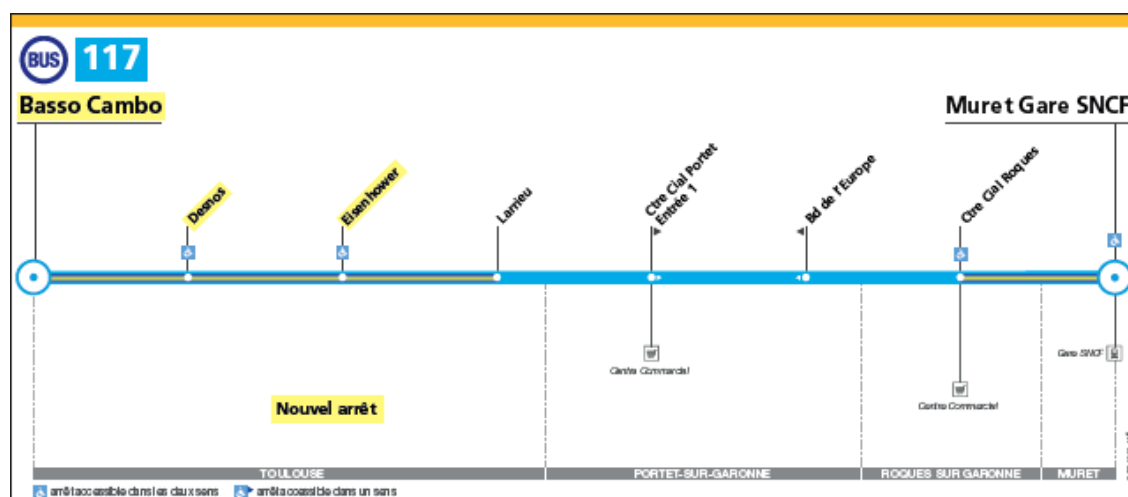 BUS 117
Basso Cambo
Muret Gare SNCF
Desnos
Eisenhower
Larrieu
Ctre Cial Portet
Entrée 1
Bd de l'Europe
Ctre Cial Roques
Centre Commercial
Gare SNCF
Centre Commercial
Nouvel arrêt
TOULOUSE
PORTET-SUR-GARONNE
ROQUES SUR GARONNE
MURET
arrêt accessible dans les deux sens
arrêt accessible dans un sens